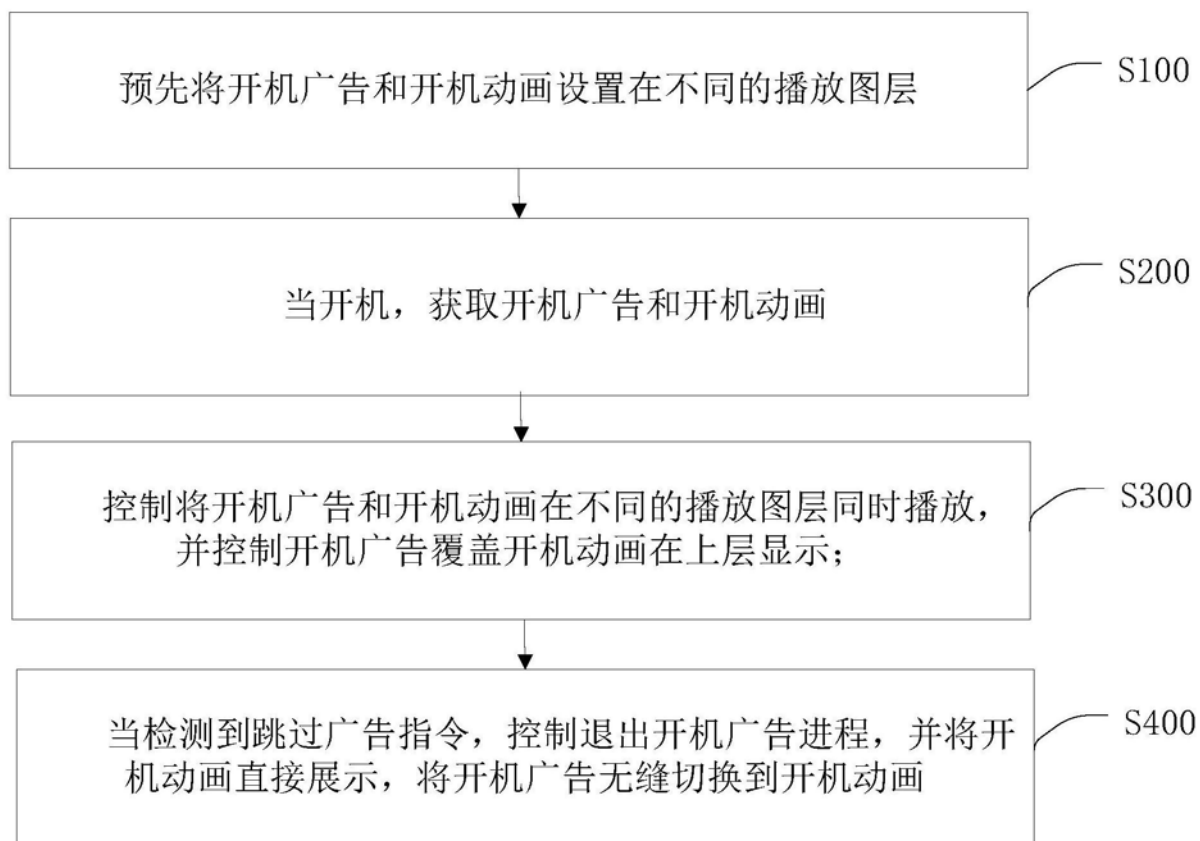 预先将开机广告和开机动画设置在不同的播放图层
S100
当开机，获取开机广告和开机动画
S200
控制将开机广告和开机动画在不同的播放图层同时播放，
并控制开机广告覆盖开机动画在上层显示；
S300
当检测到跳过广告指令，控制退出开机广告进程，并将开
机动画直接展示，将开机广告无缝切换到开机动画
S400